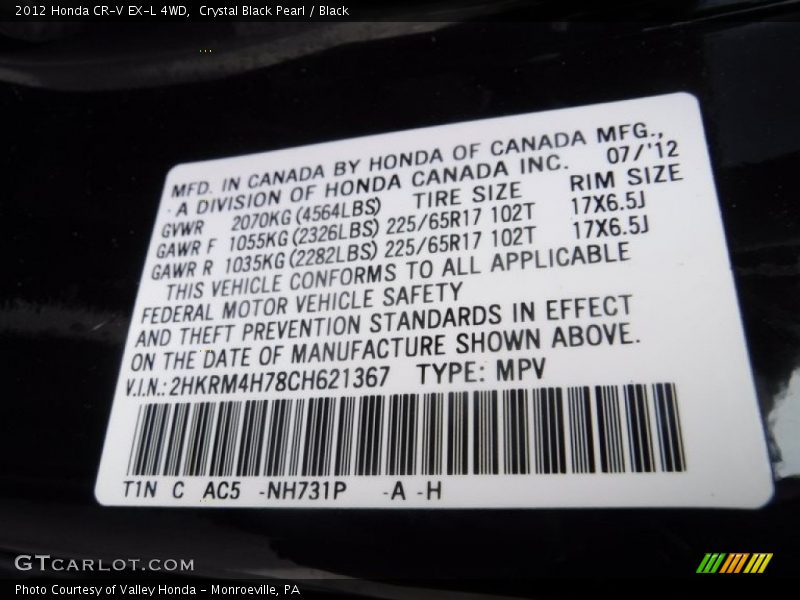 2012 Honda CR-V EX-L 4WD,  Crystal Black Pearl / Black
MFD. IN CANADA BY HONDA OF CANADA MFG.,
A DIVISION OF HONDA CANADA INC. 07/'12
GVWR 2070KG (4564LBS) TIRE SIZE RIM SIZE
GAWR F 1055KG (2326LBS) 225/65R17 102T 17X6.5J
GAWR R 1035KG (2282LBS) 225/65R17 102T 17X6.5J
THIS VEHICLE CONFORMS TO ALL APPLICABLE
FEDERAL MOTOR VEHICLE SAFETY
AND THEFT PREVENTION STANDARDS IN EFFECT
ON THE DATE OF MANUFACTURE SHOWN ABOVE.
V.I.N.: 2HKRM4H78CH621367 TYPE: MPV
T1N C AC5 -NH731P -A -H
GTCARLOT.COM
Photo Courtesy of Valley Honda - Monroeville, PA